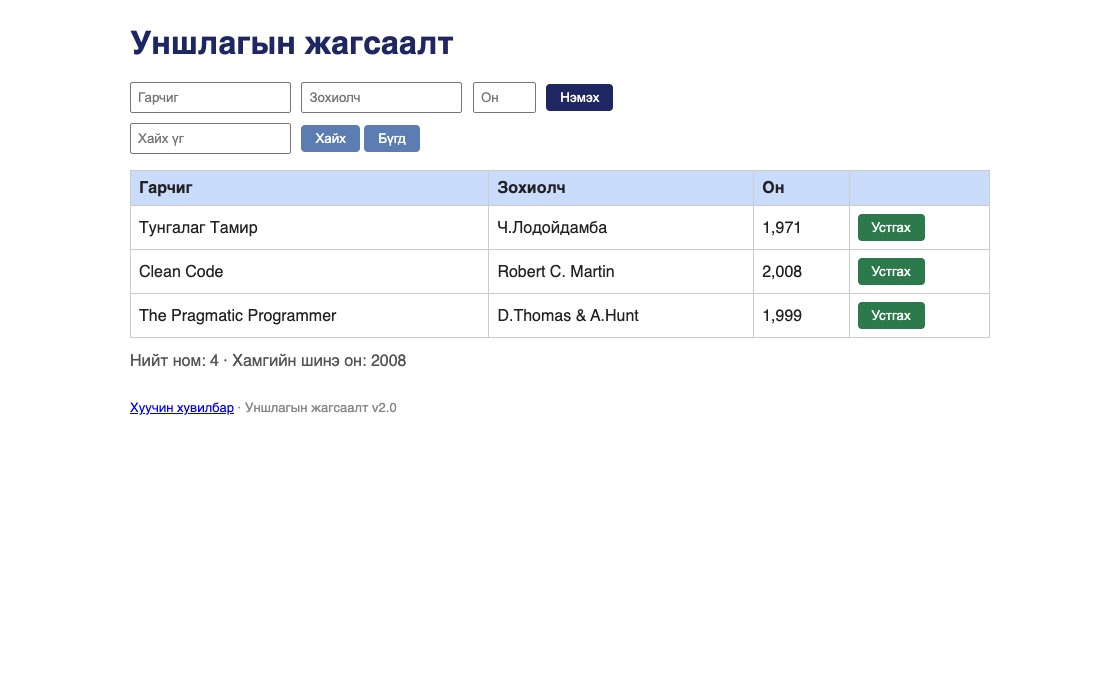 Уншлагын жагсаалт
Гарчиг Зохиолч Он Нэмэх
Хайх үг Хайх Бүгд
Гарчиг Зохиолч Он
Тунгалаг Тамир Ч.Лодойдамба 1,971 Устгах
Clean Code Robert C. Martin 2,008 Устгах
The Pragmatic Programmer D.Thomas & A.Hunt 1,999 Устгах
Нийт ном: 4 · Хамгийн шинэ он: 2008
Хуучин хувилбар · Уншлагын жагсаалт v2.0